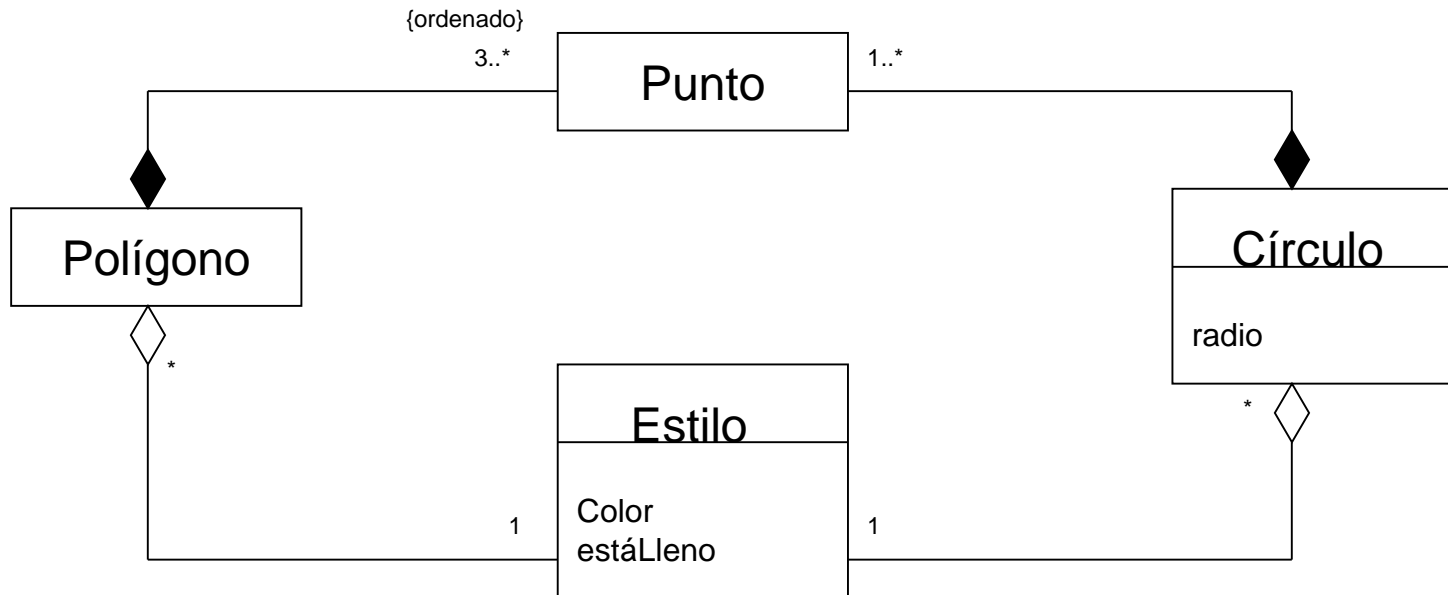 {ordenado}
3..*
Punto
1..*
Polígono
Círculo
radio
*
*
Estilo
Color
estáLleno
1
1